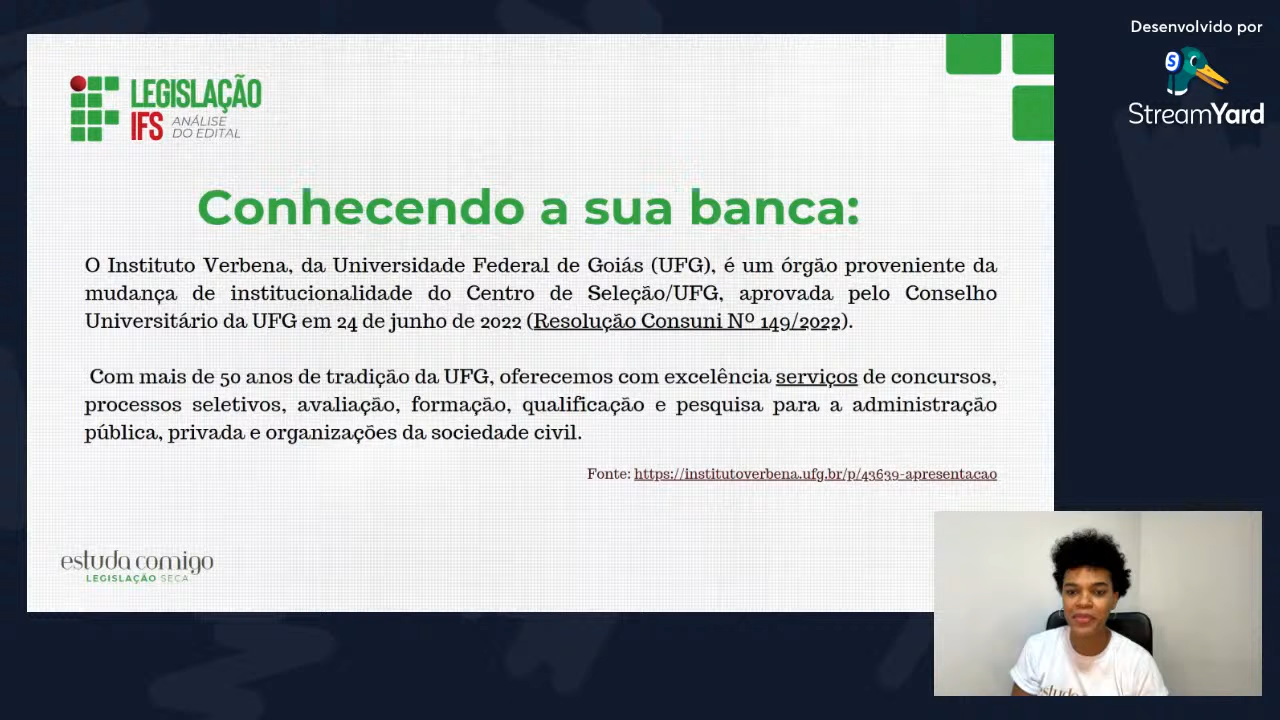 Desenvolvido por
StreamYard
LEGISLAÇÃO
IFS ANÁLISE
DO EDITAL
Conhecendo a sua banca:
O Instituto Verbena, da Universidade Federal de Goiás (UFG), é um órgão proveniente da
mudança de institucionalidade do Centro de Seleção/UFG, aprovada pelo Conselho
Universitário da UFG em 24 de junho de 2022 (Resolução Consuni Nº 149/2022).
Com mais de 50 anos de tradição da UFG, oferecemos com excelência serviços de concursos,
processos seletivos, avaliação, formação, qualificação e pesquisa para a administração
pública, privada e organizações da sociedade civil.
Fonte: https://institutoverbena.ufg.br/p/43639-apresentacao
estuda comigo
LEGISLAÇÃO SECA